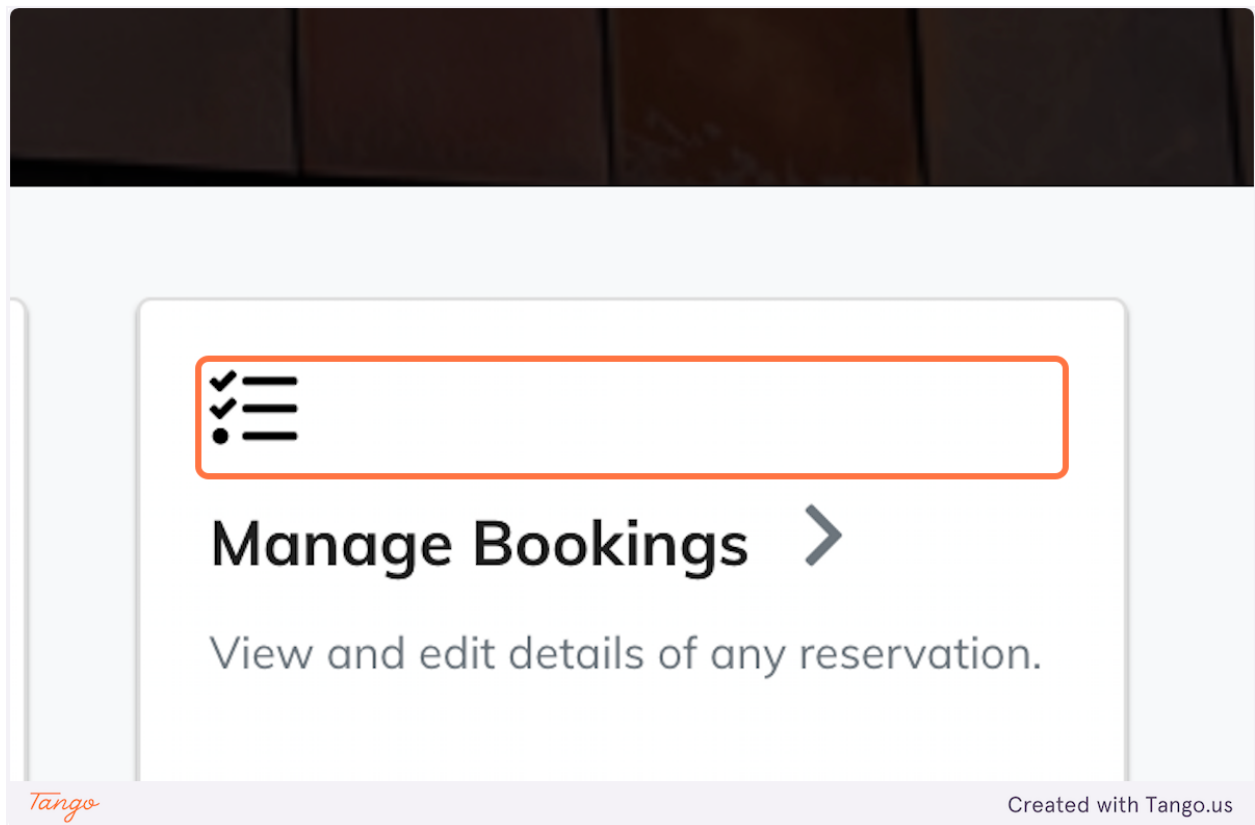 Manage Bookings
View and edit details of any reservation.
Tango
Created with Tango.us